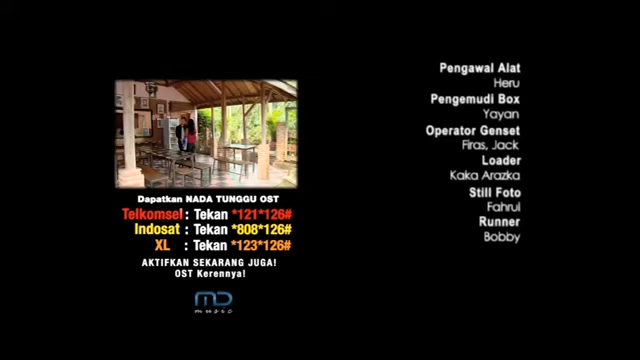 Dapatkan NADA TUNGGU OST
Telkomsel : Tekan *121*126#
Indosat : Tekan *808*126#
XL : Tekan *123*126#
AKTIFKAN SEKARANG JUGA!
OST Kerennya!
MD
music
Pengawal Alat
Heru
Pengemudi Box
Yayan
Operator Genset
Firas, Jack
Loader
Kaka Arazka
Still Foto
Fahrul
Runner
Bobby